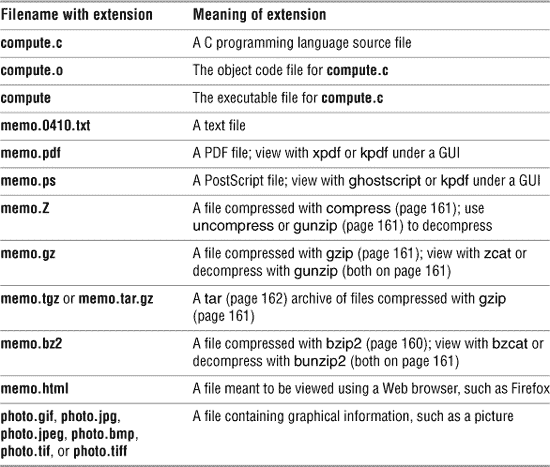 Filename with extension Meaning of extension
compute.c A C programming language source file
compute.o The object code file for compute.c
compute The executable file for compute.c
memo.0410.txt A text file
memo.pdf A PDF file; view with xpdf or kpdf under a GUI
memo.ps A PostScript file; view with ghostscript or kpdf under a GUI
memo.Z A file compressed with compress (page 161); use
uncompress or gunzip (page 161) to decompress
memo.gz A file compressed with gzip (page 161); view with zcat or
decompress with gunzip (both on page 161)
memo.tgz or memo.tar.gz A tar (page 162) archive of files compressed with gzip
(page 161)
memo.bz2 A file compressed with bzip2 (page 160); view with bzcat or
decompress with bunzip2 (both on page 161)
memo.html A file meant to be viewed using a Web browser, such as Firefox
photo.gif, photo.jpg, A file containing graphical information, such as a picture
photo.jpeg, photo.bmp,
photo.tif, or photo.tiff